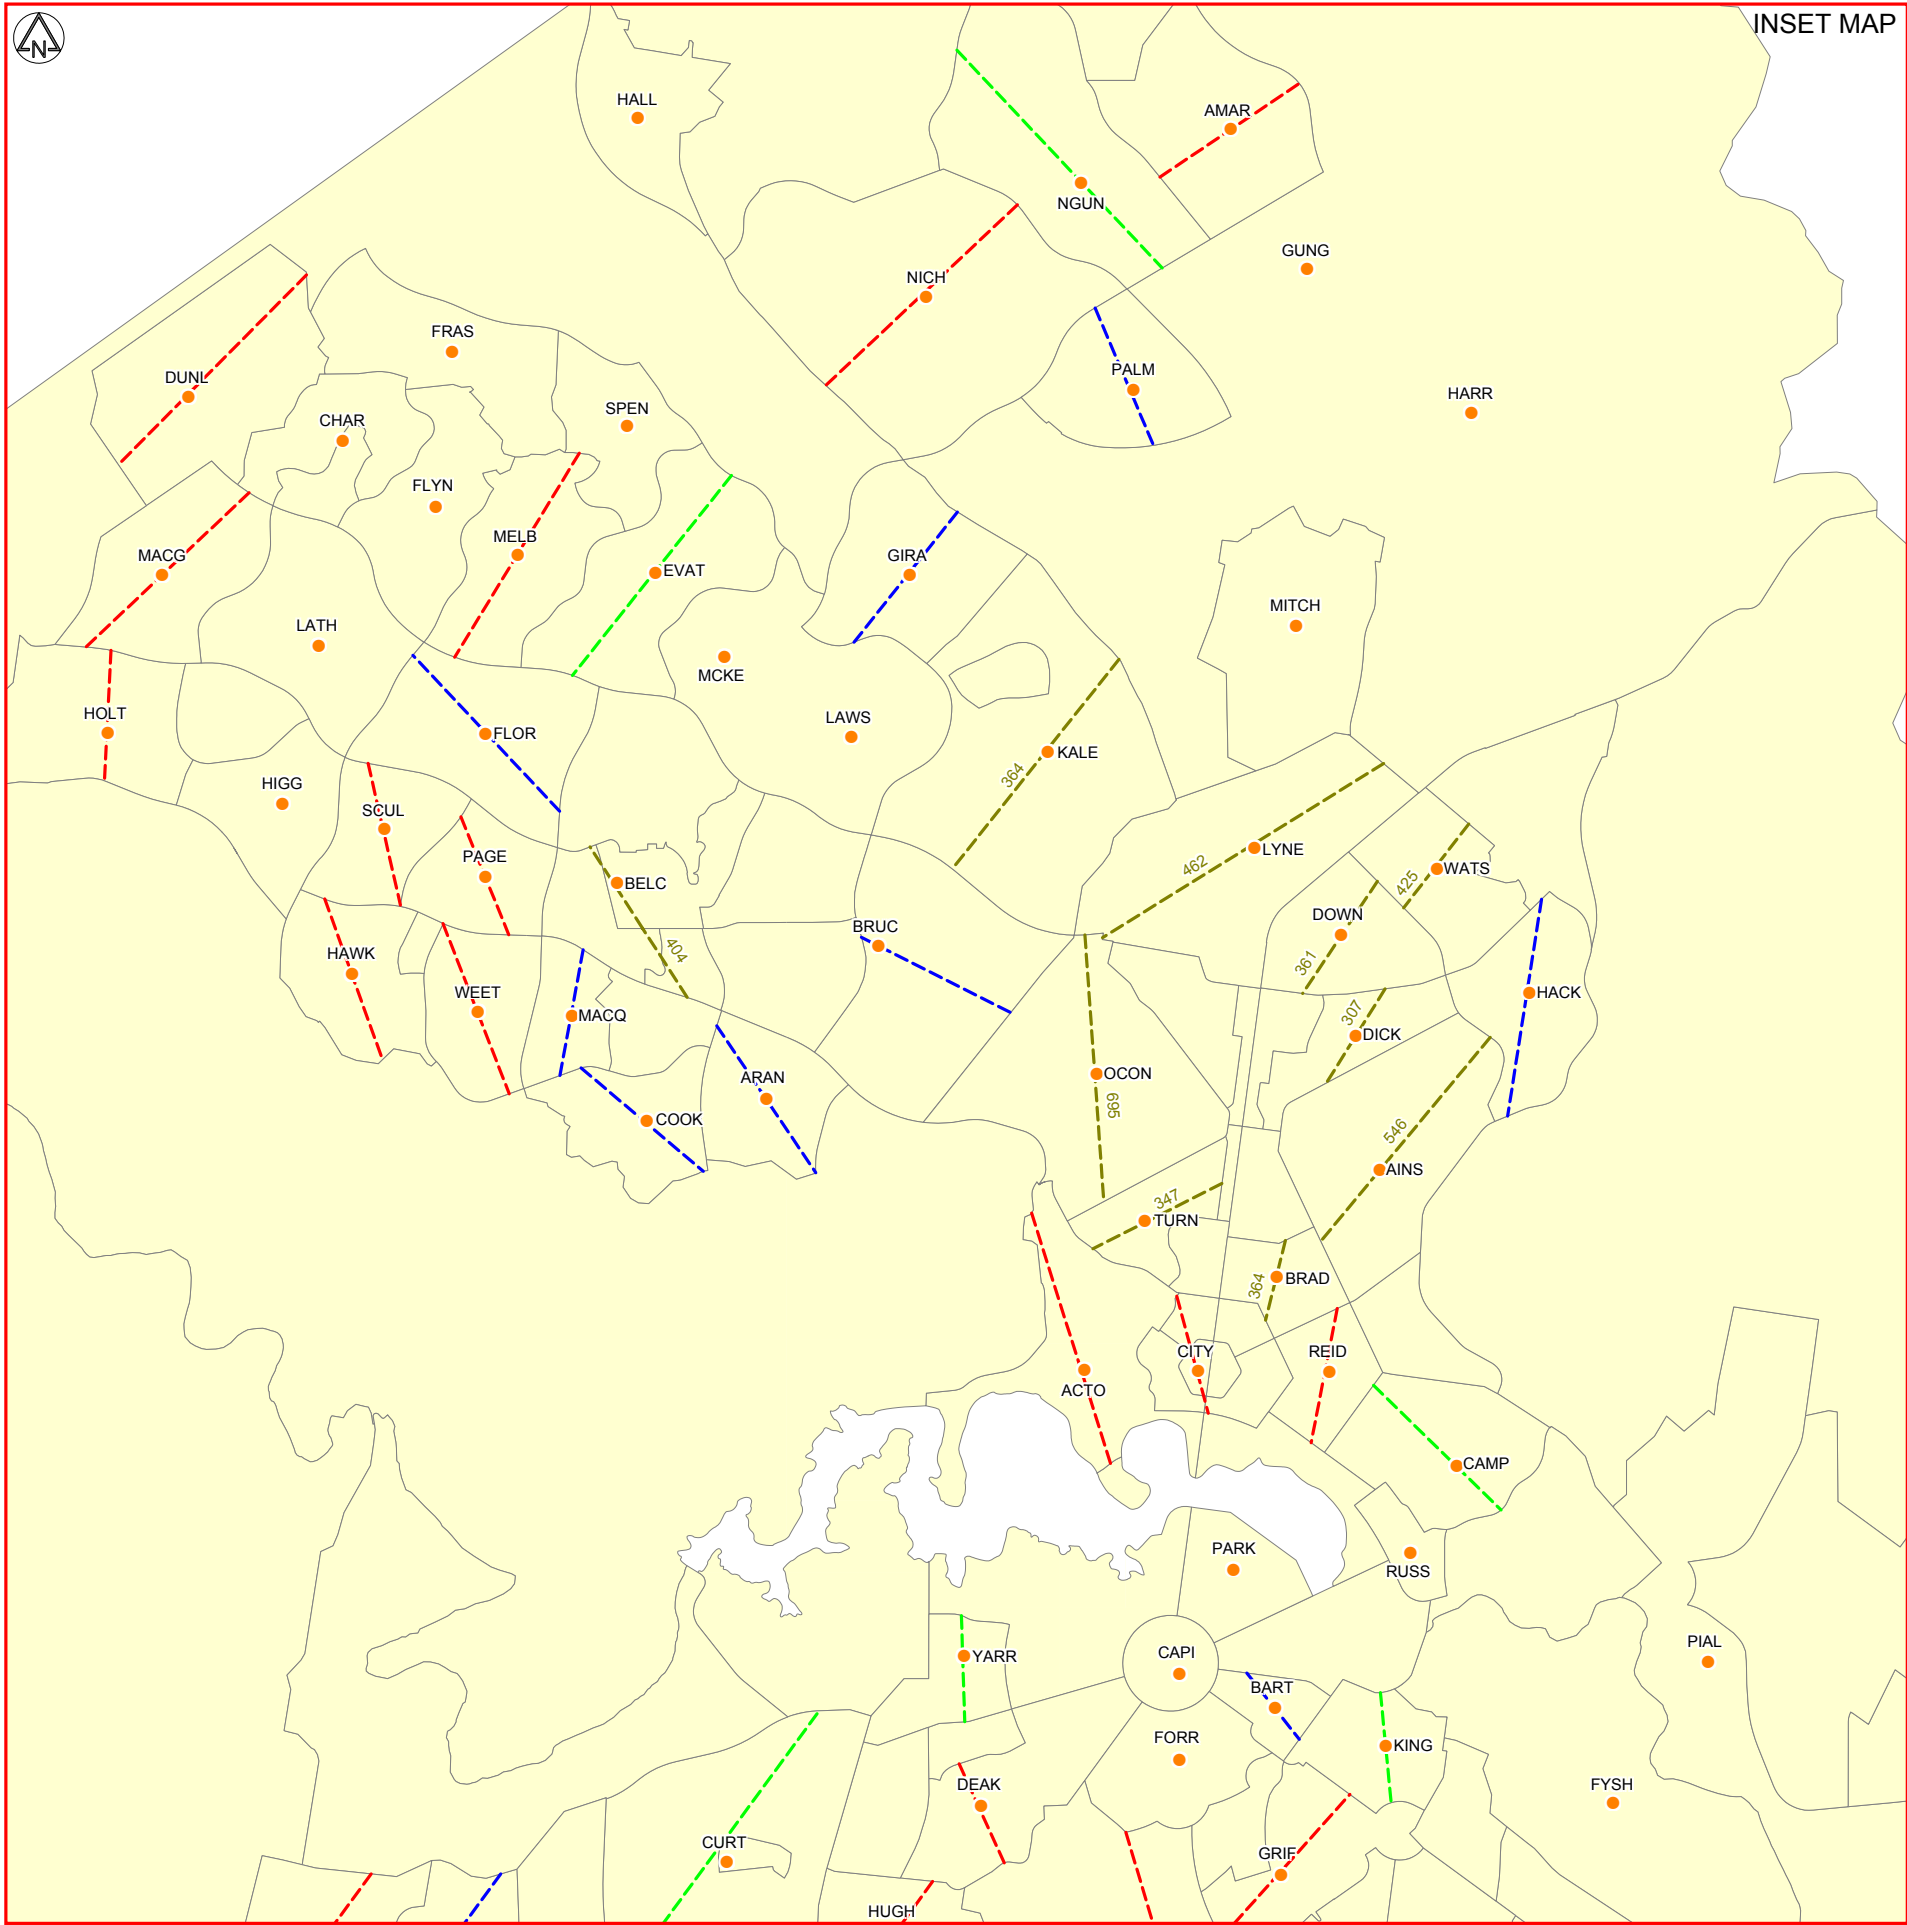 INSET MAP
N
HALL
AMAR
NGUN
GUNG
NICH
FRAS
PALM
DUNL
HARR
SPEN
CHAR
FLYN
MELB
MACG
GIRA
EVAT
MITCH
LATH
MCKE
HOLT
LAWS
FLOR
KALE
364
HIGG
SCUL
LYNE
462
PAGE
WATS
425
BELC
404
DOWN
361
BRUC
HAWK
WEET
HACK
MACQ
307
DICK
OCON
695
ARAN
COOK
546
AINS
347
TURN
BRAD
364
CITY
REID
ACTO
CAMP
PARK
RUSS
YARR
CAPI
PIAL
BART
FORR
KING
DEAK
FYSH
CURT
GRIF
HUGH